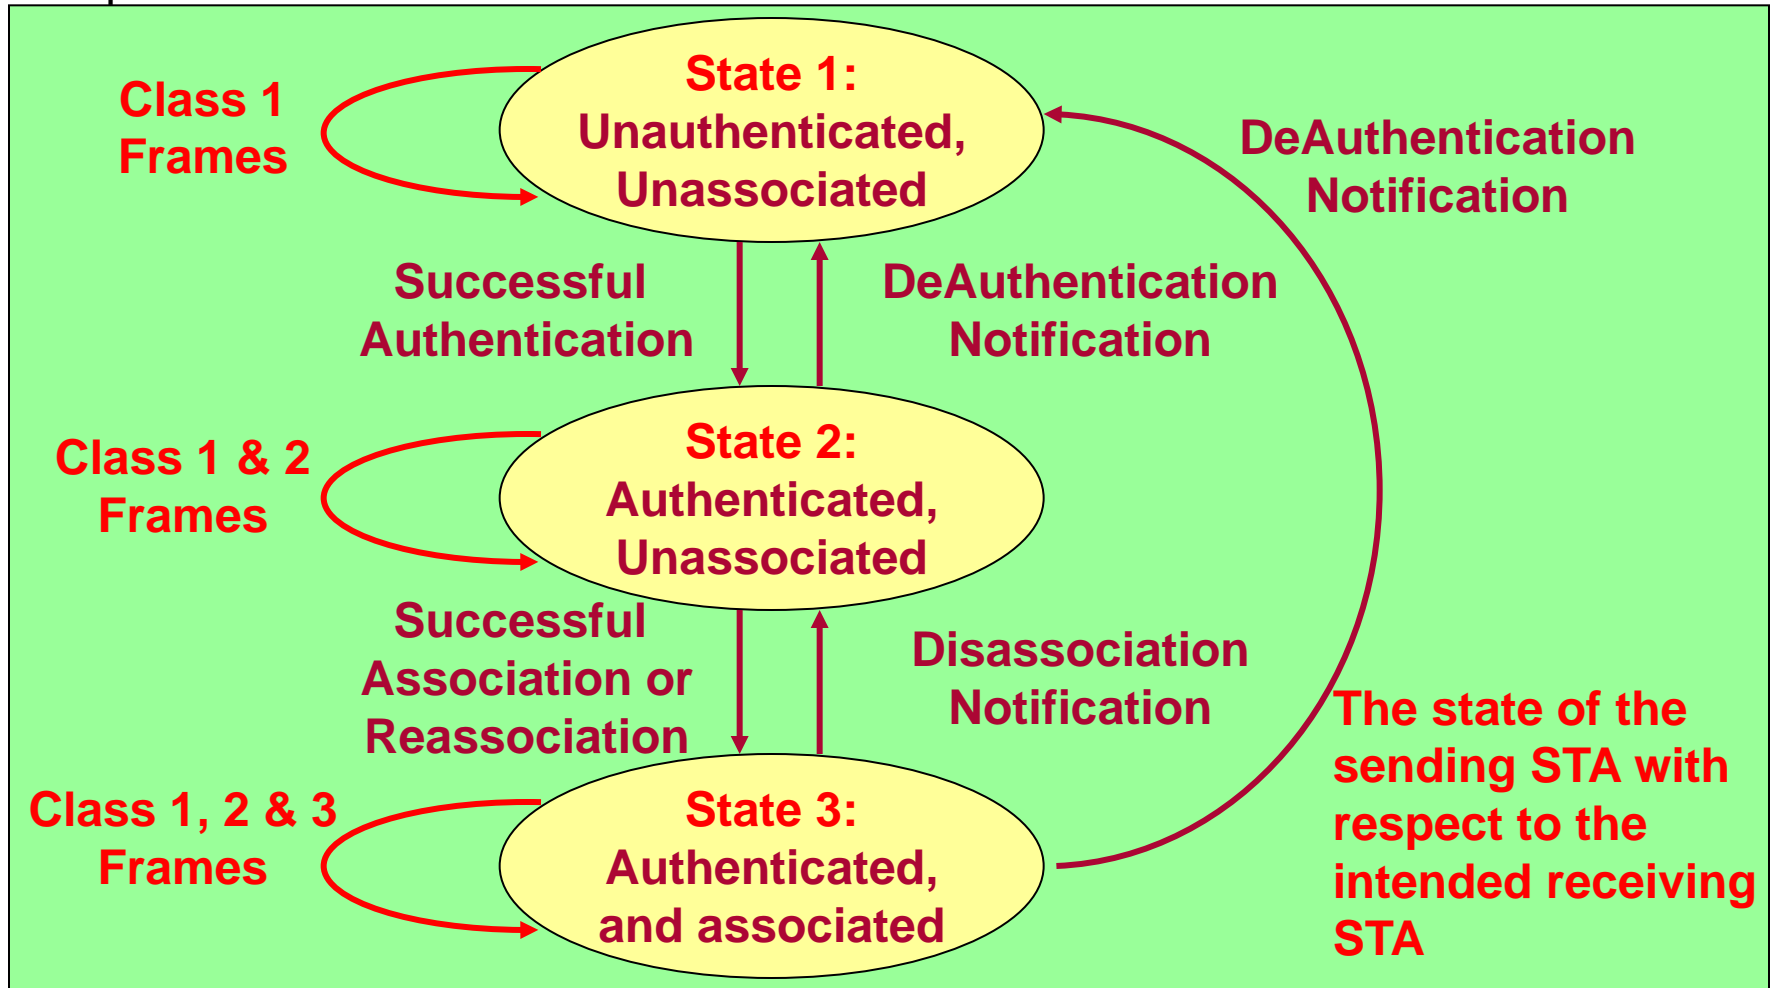 State 1:
Unauthenticated,
Unassociated
Class 1
Frames
DeAuthentication
Notification
Successful
Authentication
DeAuthentication
Notification
State 2:
Authenticated,
Unassociated
Class 1 & 2
Frames
Successful
Association or
Reassociation
Disassociation
Notification
The state of the
sending STA with
respect to the
intended receiving
STA
Class 1, 2 & 3
Frames
State 3:
Authenticated,
and associated